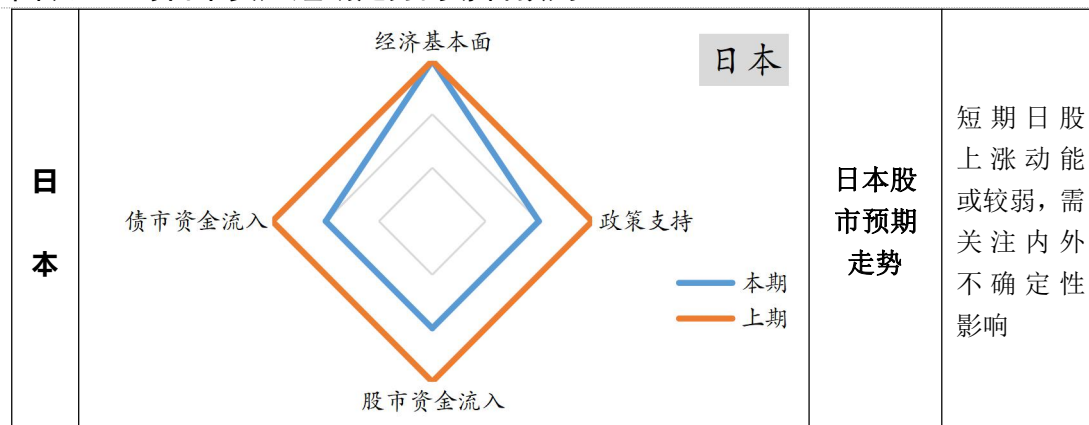 日
本
经济基本面
日本
债市资金流入
政策支持
本期
上期
股市资金流入
日本股
市预期
走势
短期日股
上涨动能
或较弱，需
关注内外
不确定性
影响